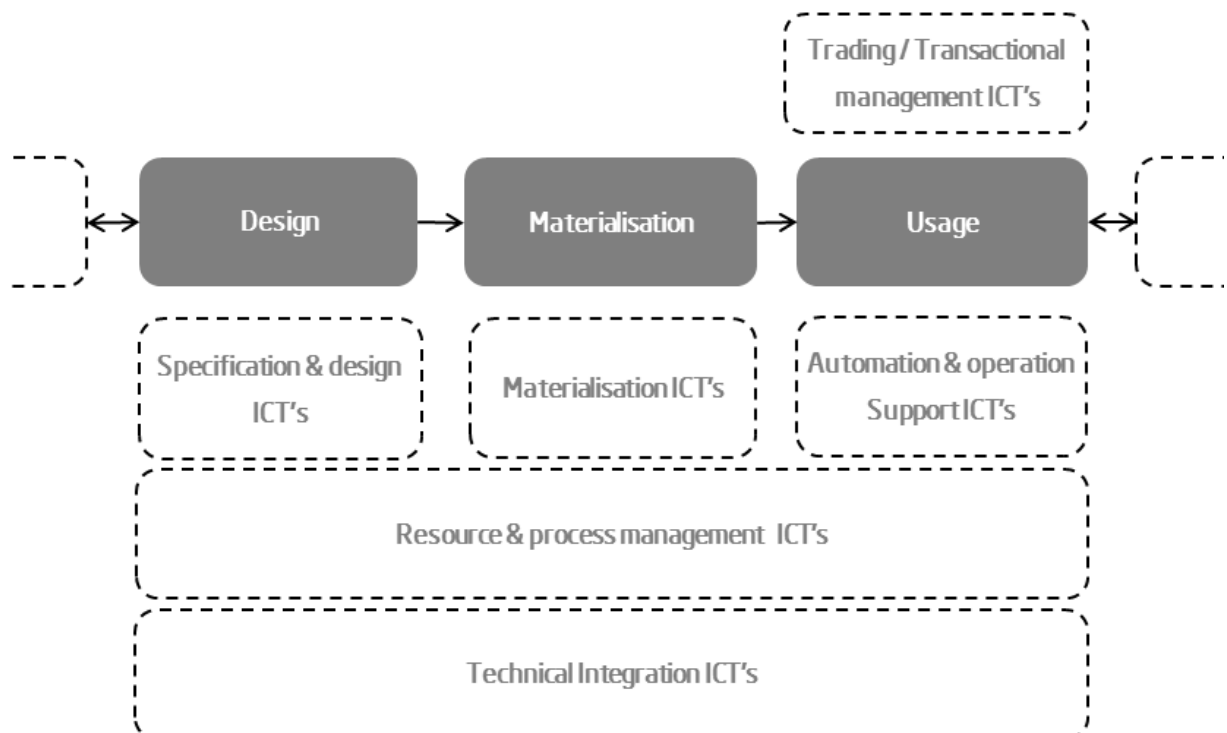 Trading / Transactional
management ICT's
Design
Materialisation
Usage
Specification & design
ICT's
Materialisation ICT's
Automation & operation
Support ICT's
Resource & process management ICT's
Technical Integration ICT's